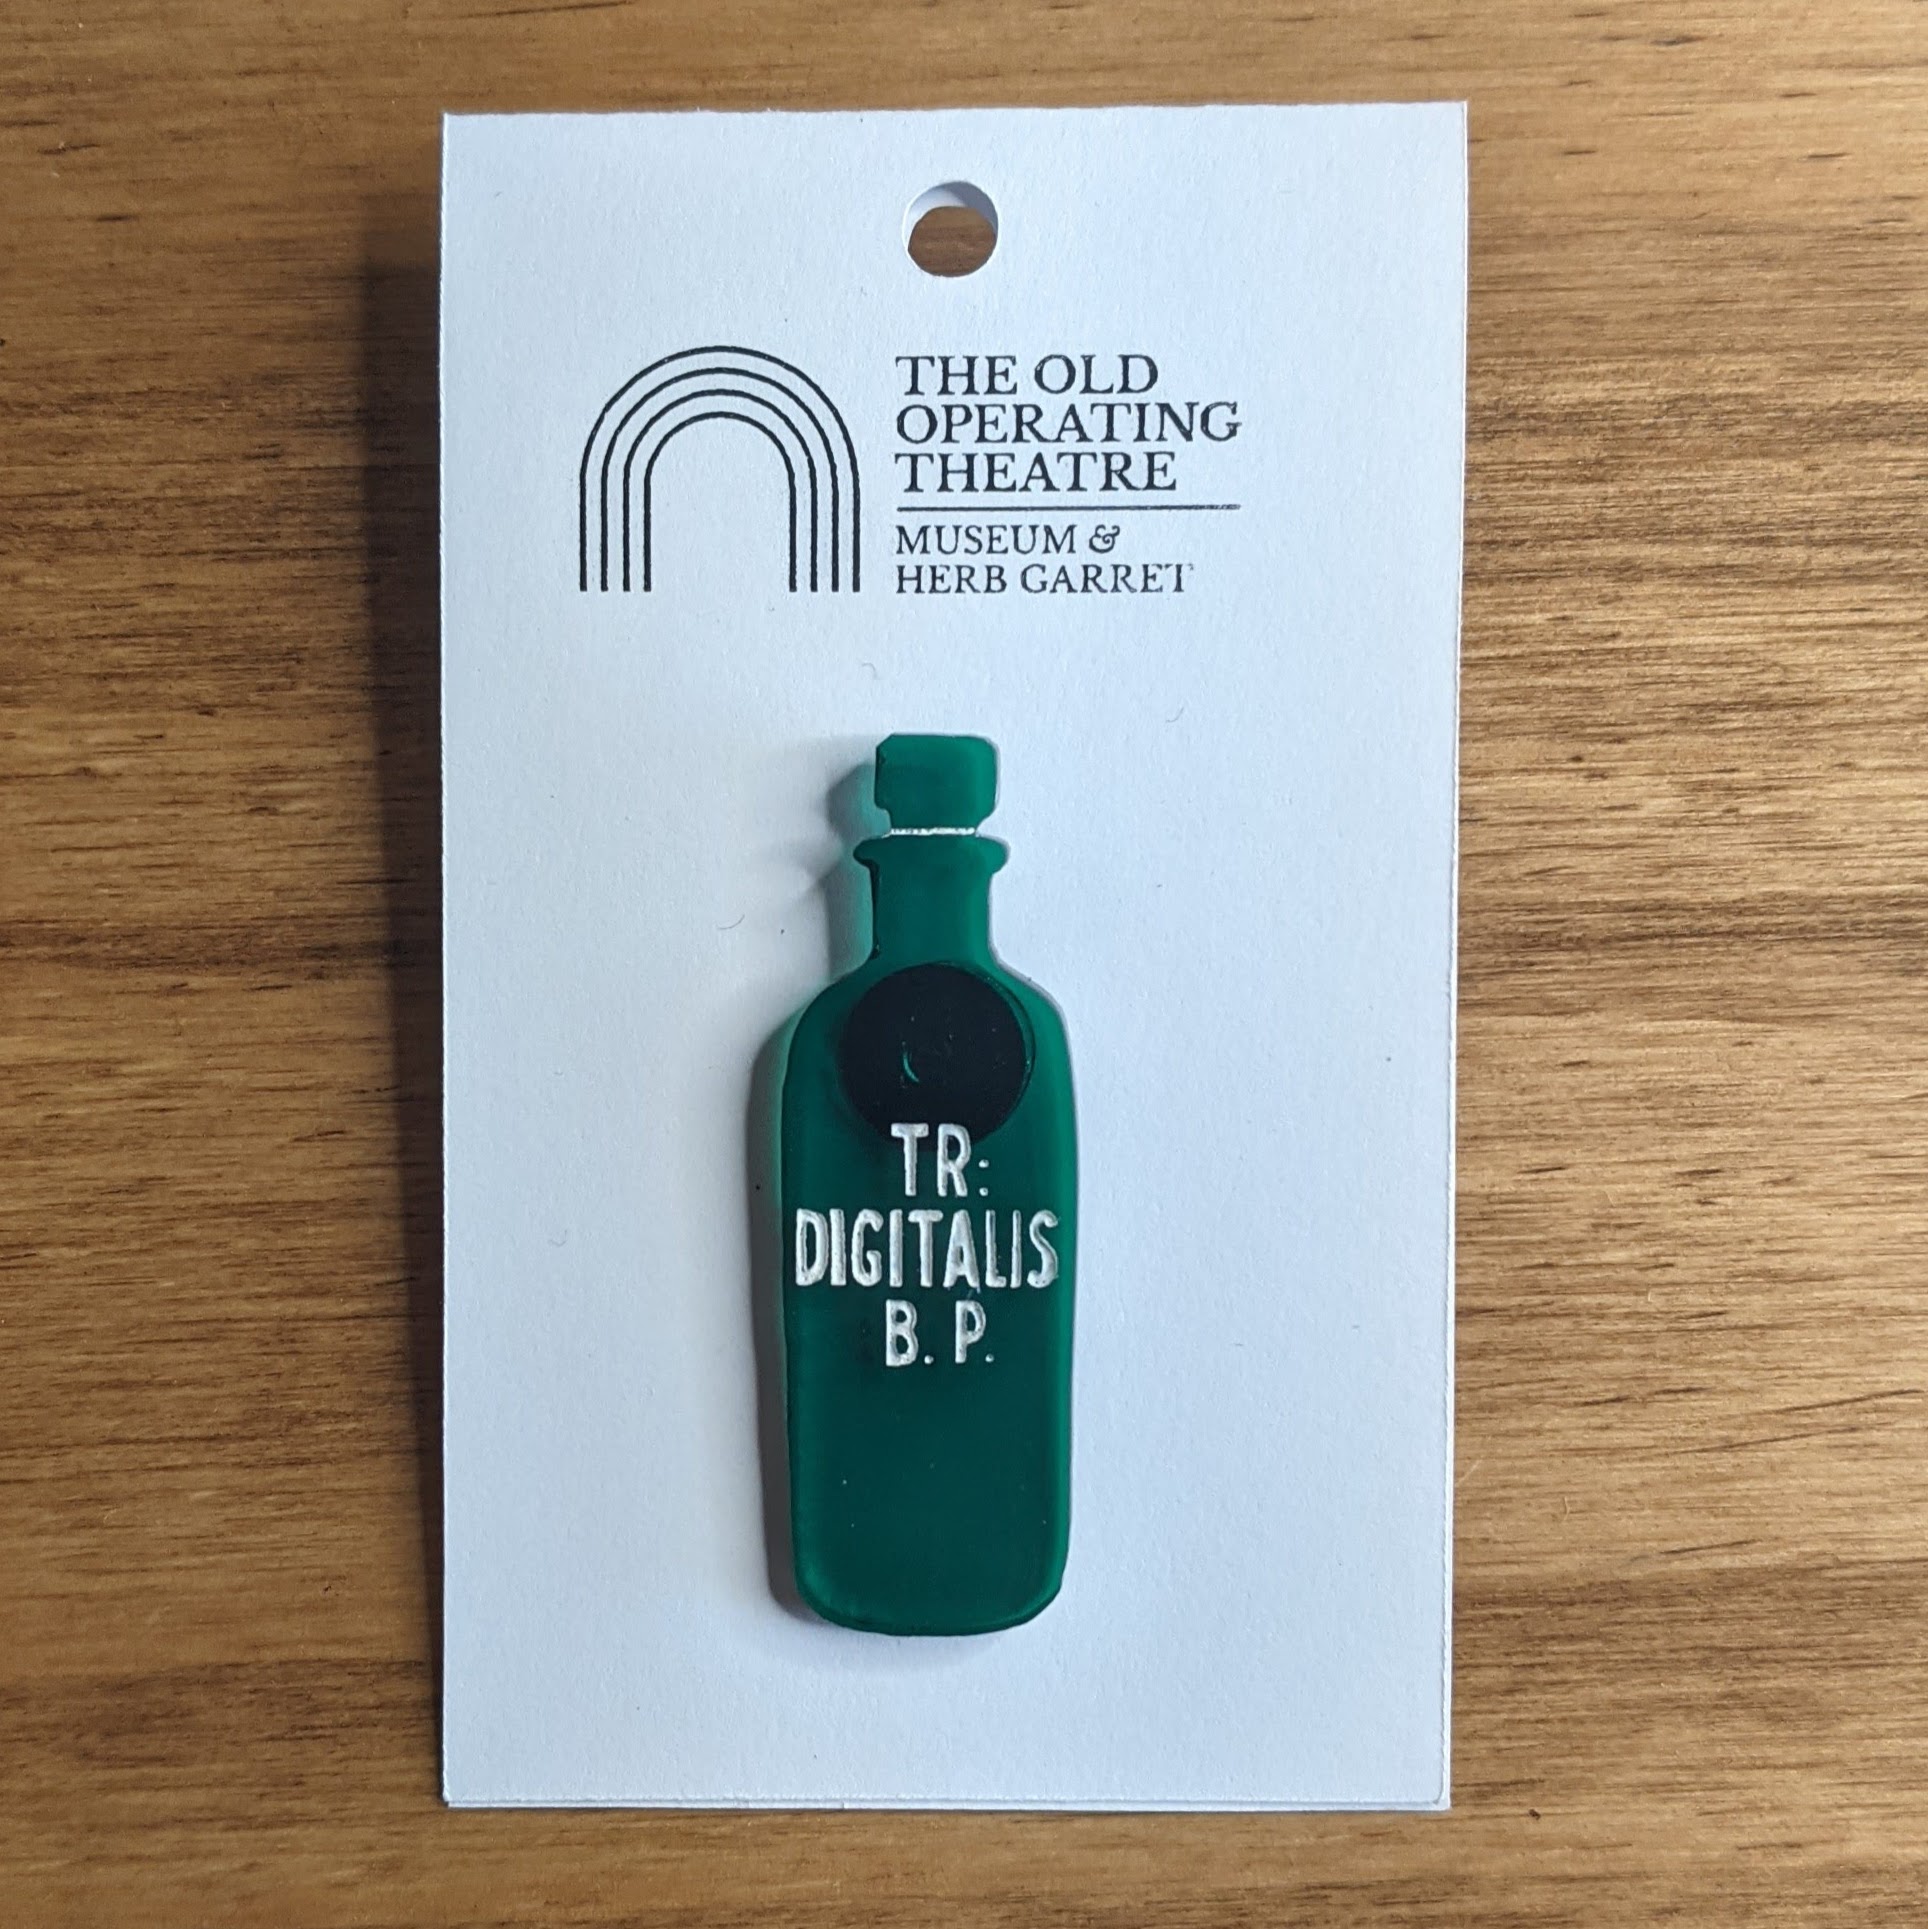 THE OLD
OPERATING
THEATRE
MUSEUM &
HERB GARRET
TR:
DIGITALIS
B. P.